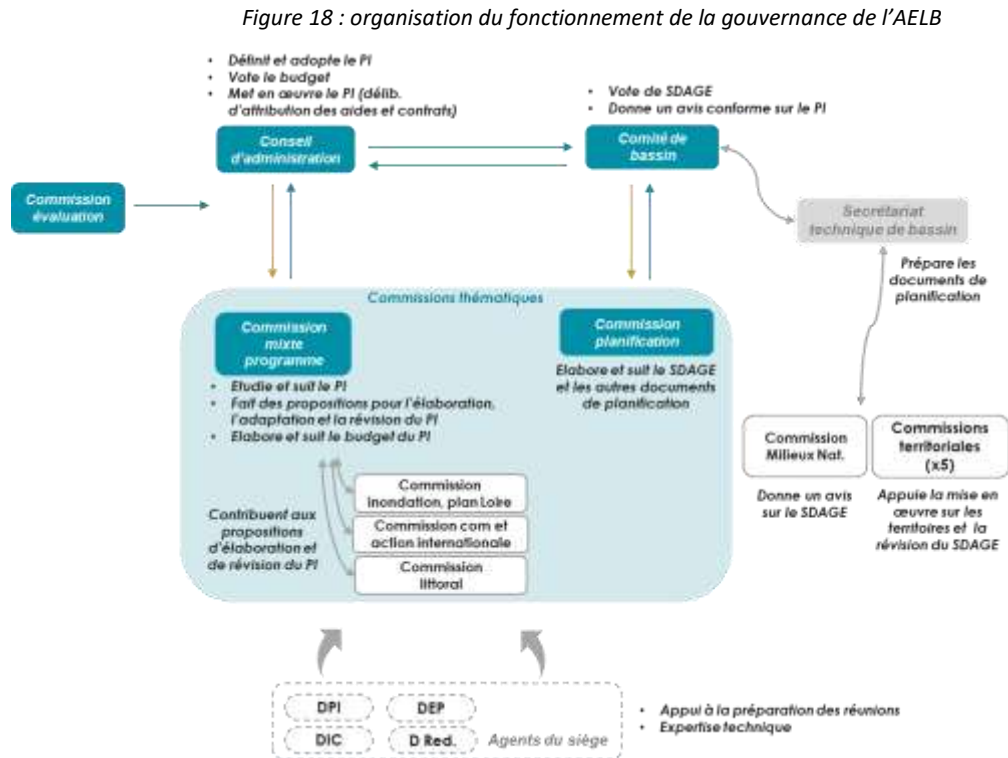 Figure 18 : organisation du fonctionnement de la gouvernance de l'AELB
• Définit et adopte le PI
• Vote le budget
• Met en œuvre le PI (délib.
d'attribution des aides et contrats)
• Vote de SDAGE
• Donne un avis conforme sur le PI
Conseil
d'administration
Comité de
bassin
Commission
évaluation
Secrétariat
technique de bassin
Prépare les
documents de
planification
Commissions thématiques
Commission
mixte
programme
• Etudie et suit le PI
• Fait des propositions pour l'élaboration,
l'adaptation et la révision du PI
• Elabore et suit le budget du PI
Commission
planification
Elabore et suit le SDAGE
et les autres documents
de planification
Contribuent aux
propositions
d'élaboration et
de révision du PI
Commission
inondation, plan Loire
Commission com et
action internationale
Commission
littoral
Commission
Milieux Nat.
Donne un avis
sur le SDAGE
Commissions
territoriales
(x5)
Appuie la mise en
œuvre sur les
territoires et la
révision du SDAGE
DPI
DEP
DIC
D Red.
Agents du siège
• Appui à la préparation des réunions
• Expertise technique